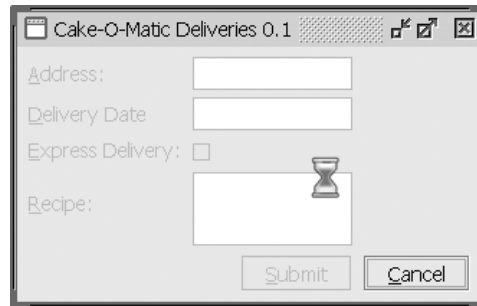 Cake-O-Matic Deliveries 0.1
Address:
Delivery Date
Express Delivery:
Recipe:
Submit Cancel